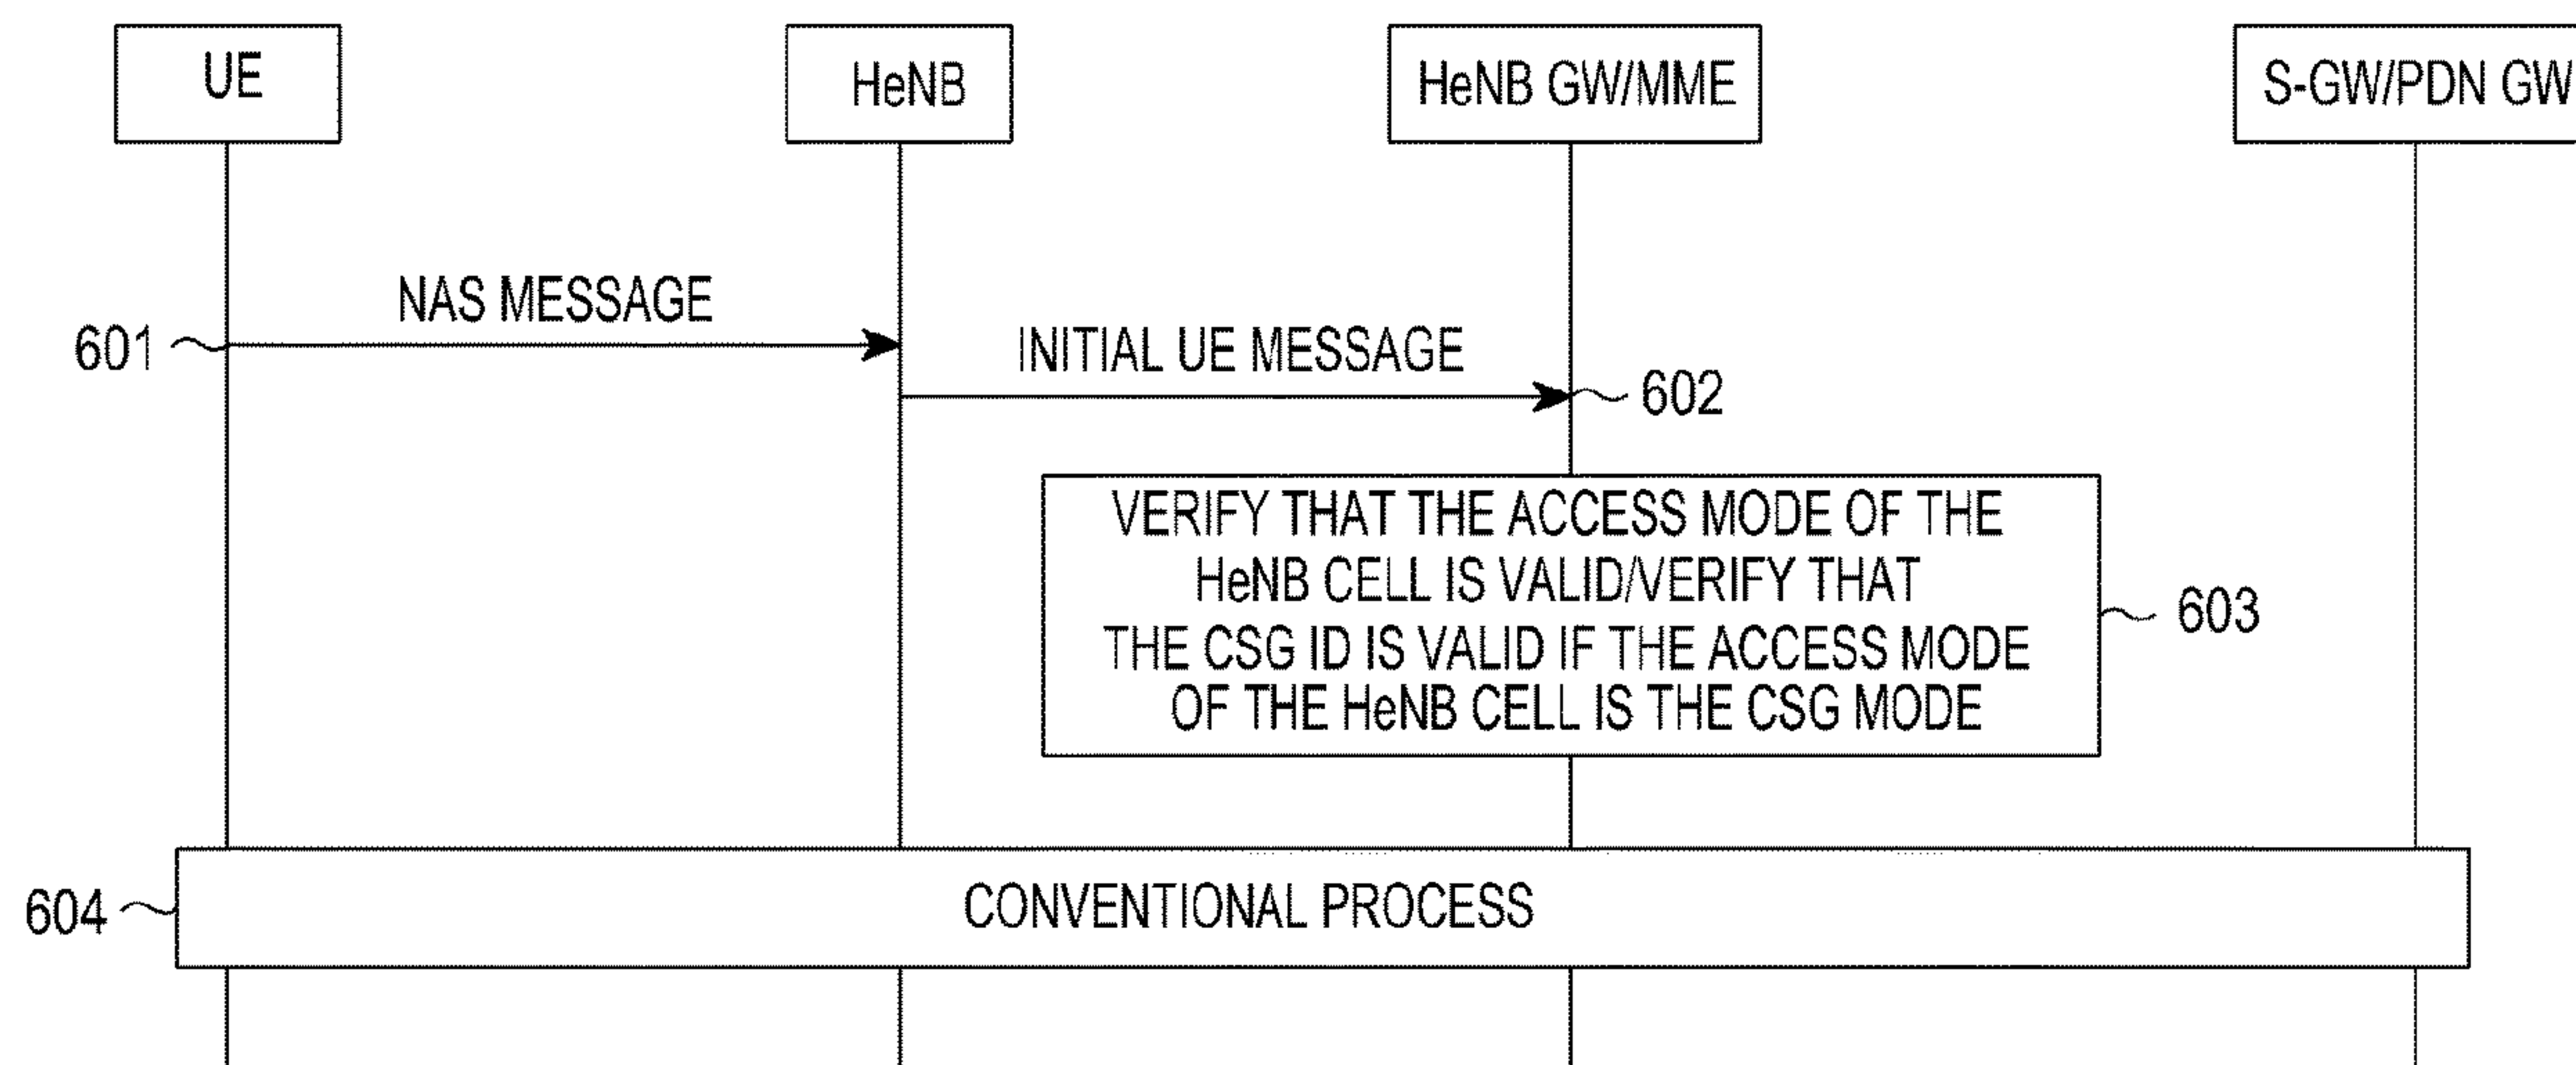 UE
HeNB
HeNB GW/MME
S-GW/PDN GW
NAS MESSAGE
601
INITIAL UE MESSAGE
602
VERIFY THAT THE ACCESS MODE OF THE
HeNB CELL IS VALID/VERIFY THAT
THE CSG ID IS VALID IF THE ACCESS MODE
OF THE HeNB CELL IS THE CSG MODE
603
604
CONVENTIONAL PROCESS